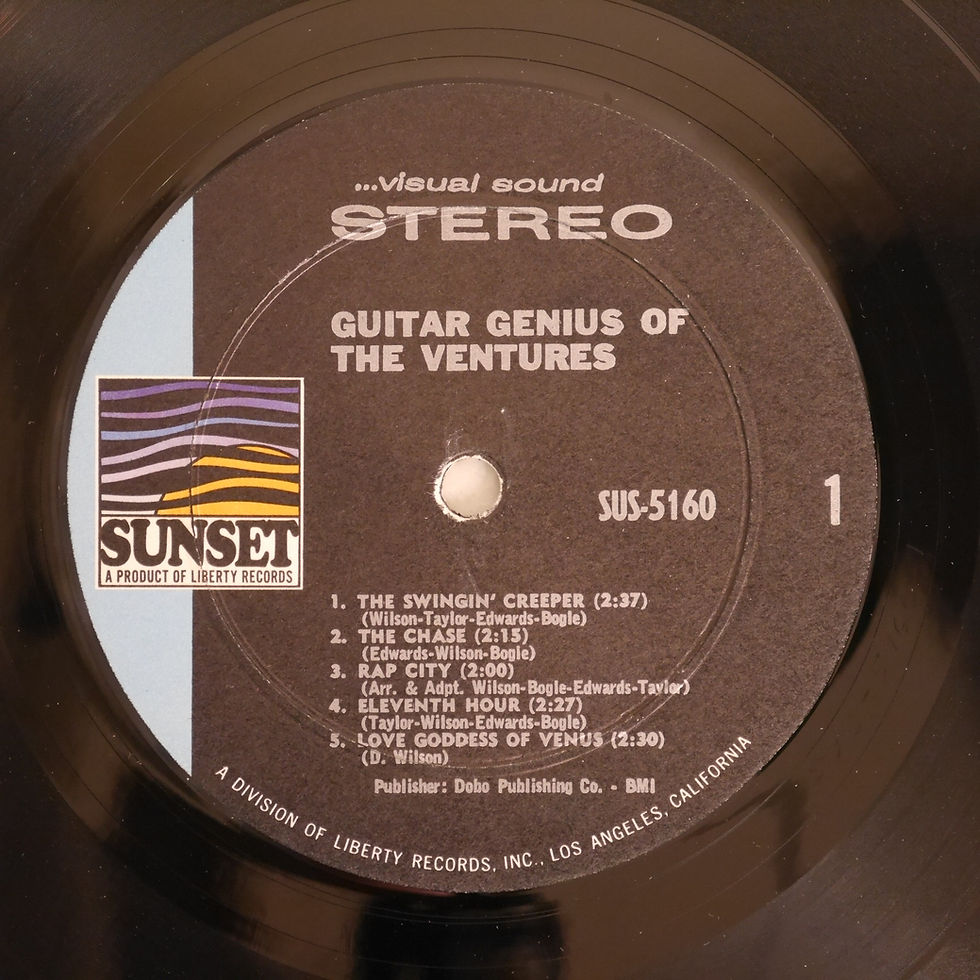 ...visual sound
STEREO
GUITAR GENIUS OF
THE VENTURES
SUNSET
A PRODUCT OF LIBERTY RECORDS
SUS-5160
1
1. THE SWINGIN' CREEPER (2:37)
(Wilson-Taylor-Edwards-Bogle)
2. THE CHASE (2:15)
(Edwards-Wilson-Bogle)
3. RAP CITY (2:00)
(Arr. & Adpt. Wilson-Bogle-Edwards-Taylor)
4. ELEVENTH HOUR (2:27)
(Taylor-Wilson-Edwards-Bogle)
5. LOVE GODDESS OF VENUS (2:30)
(D. Wilson)
Publisher: Dobo Publishing Co. - BMI
A DIVISION OF LIBERTY RECORDS, INC., LOS ANGELES, CALIFORNIA